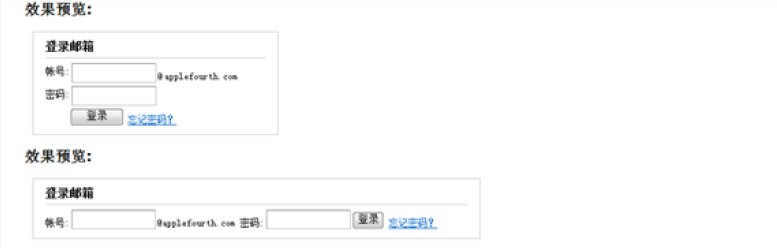 效果预览:
登录邮箱
帐号: @applefourth.com
密码:
登录 忘记密码?
效果预览:
登录邮箱
帐号: @applefourth.com 密码: 登录 忘记密码?